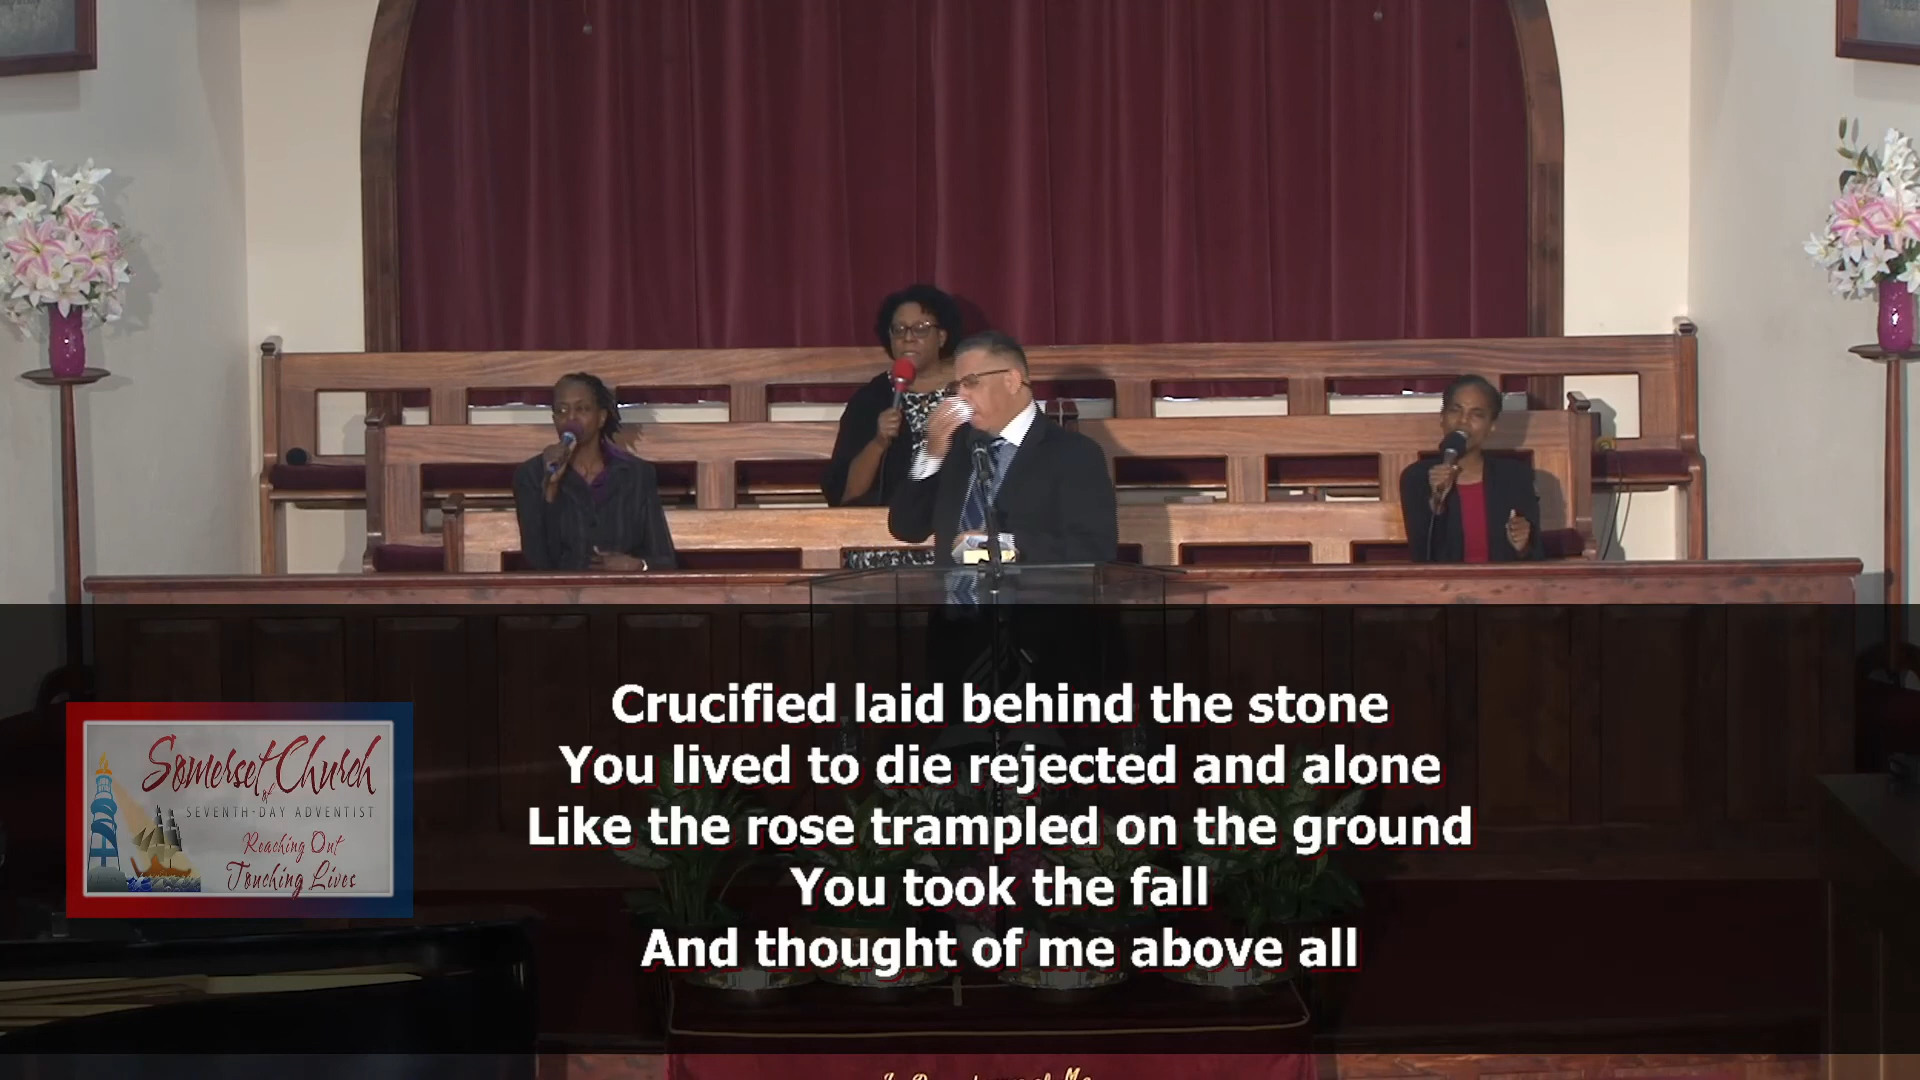 Crucified laid behind the stone
You lived to die rejected and alone
Like the rose trampled on the ground
You took the fall
And thought of me above all
Somerset Church
of
SEVENTH-DAY ADVENTIST
Reaching Out
Touching Lives